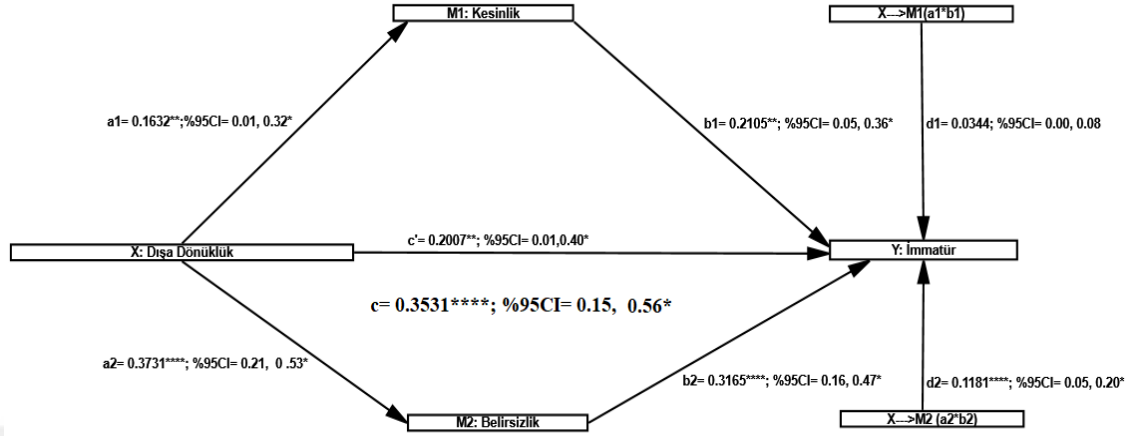 M1: Kesinlik
X--->M1(a1*b1)
a1= 0.1632**;%95CI= 0.01, 0.32*
b1= 0.2105**; %95CI= 0.05, 0.36*
d1= 0.0344; %95CI= 0.00, 0.08
c'= 0.2007**; %95CI= 0.01,0.40*
X: Dışa Dönüklük
Y: İmmatür
c= 0.3531****; %95CI= 0.15, 0.56*
a2= 0.3731****; %95CI= 0.21, 0 .53*
b2= 0.3165****; %95CI= 0.16, 0.47*
d2= 0.1181****; %95CI= 0.05, 0.20*
M2: Belirsizlik
X--->M2 (a2*b2)